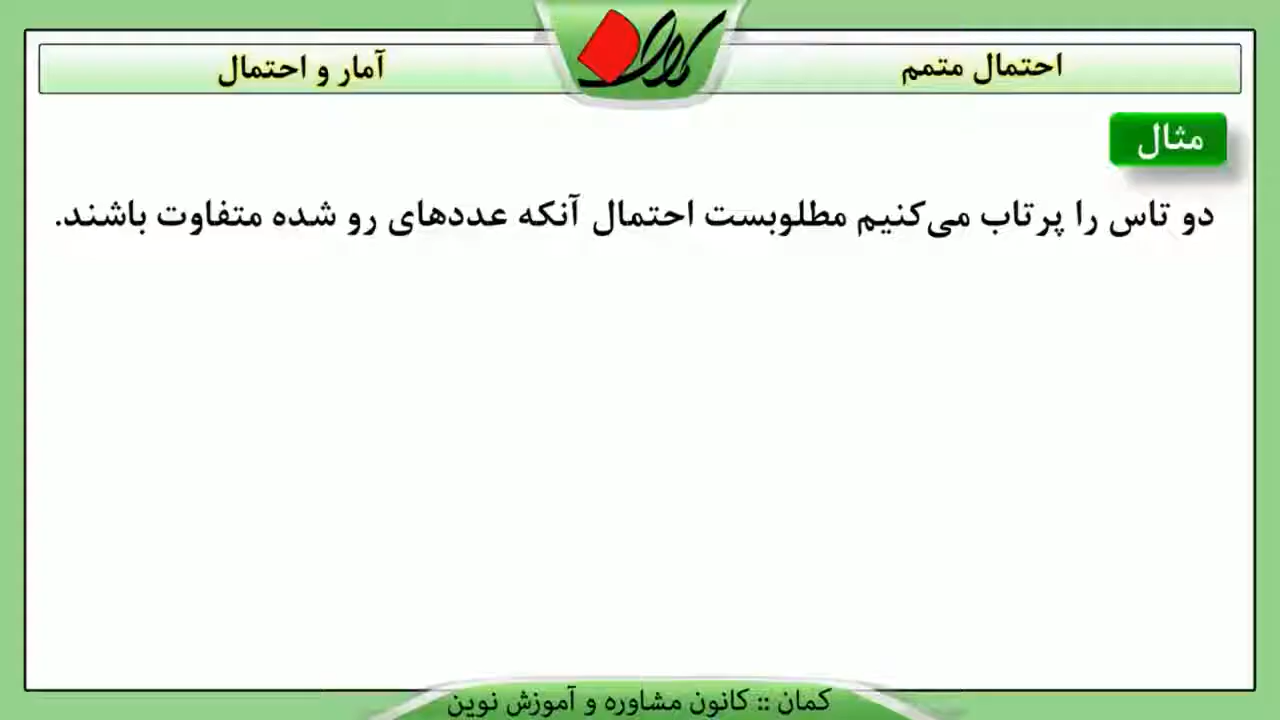 احتمال متمم
کمان
آمار و احتمال
مثال
دو تاس را پرتاب می‌کنیم مطلوبست احتمال آنکه عددهای رو شده متفاوت باشند.
کمان :: کانون مشاوره و آموزش نوین